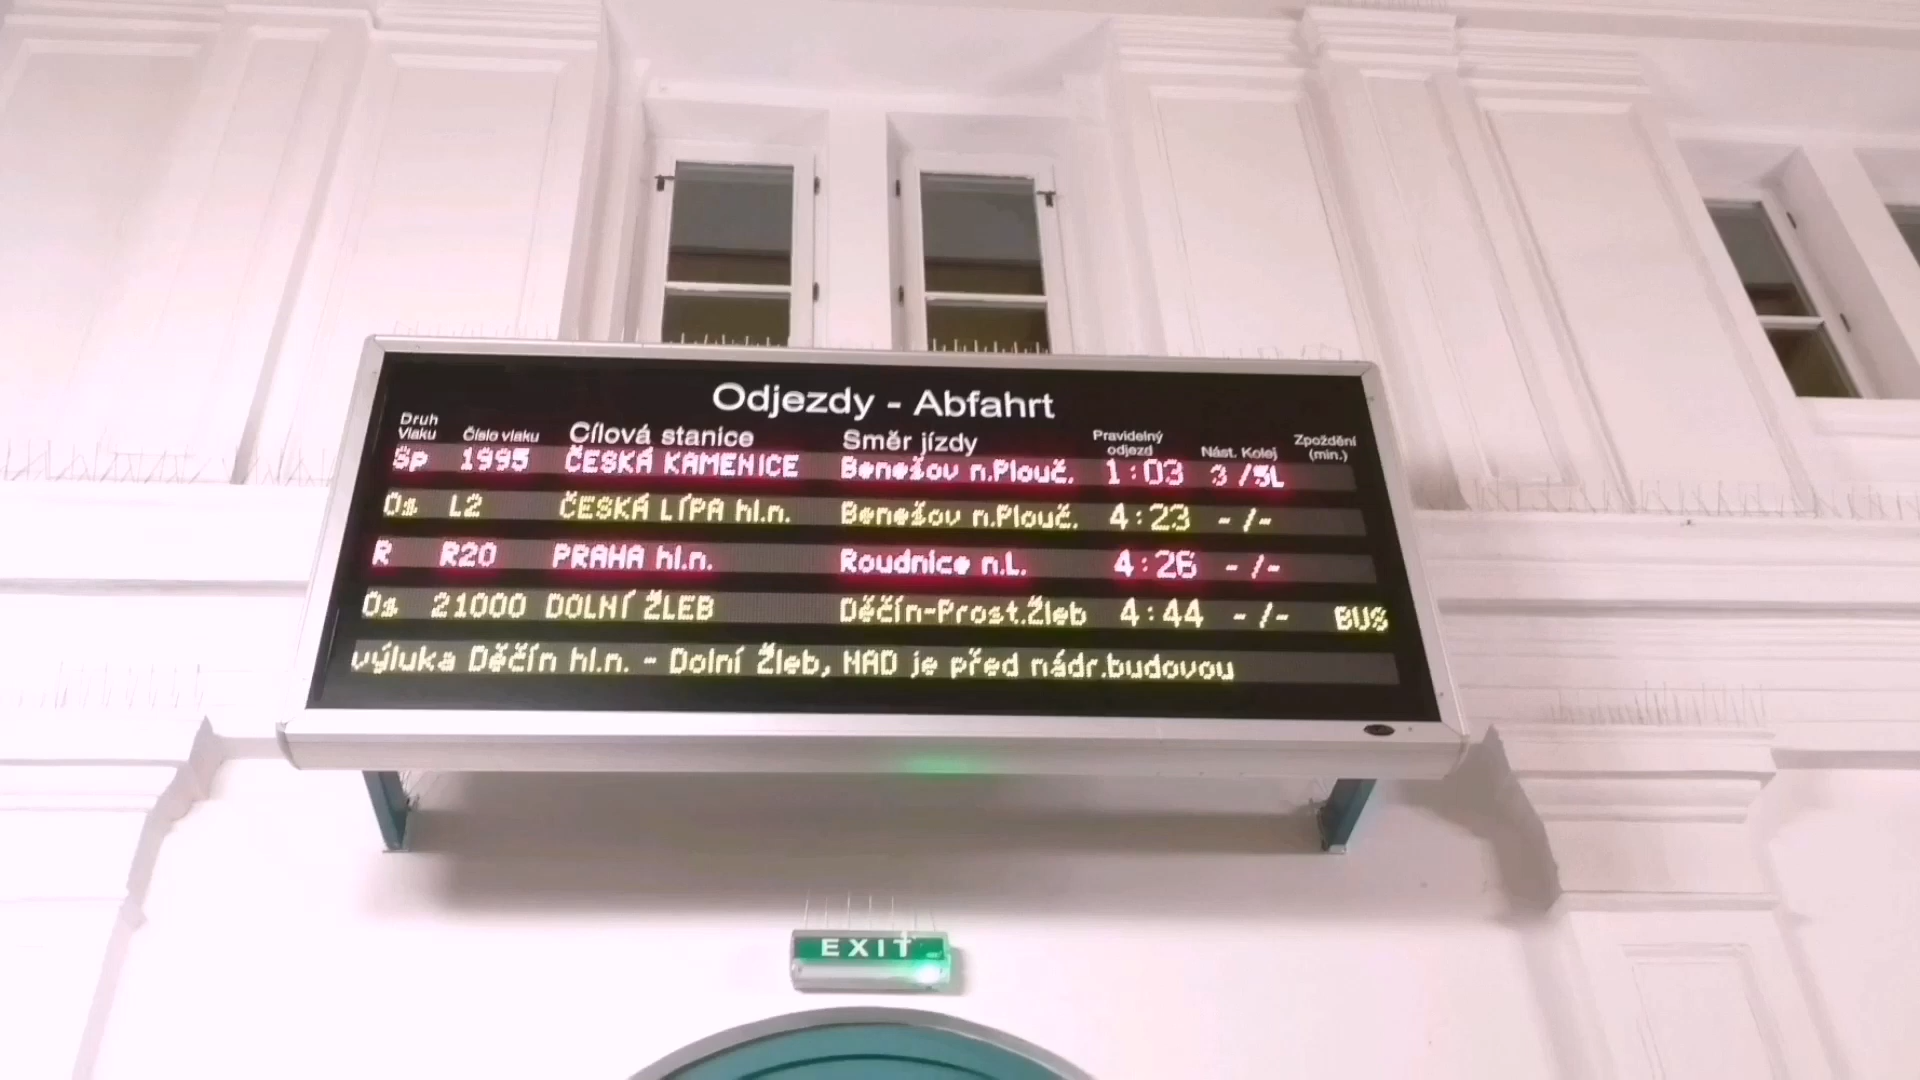 Odjezdy - Abfahrt
Druh Vlaku Číslo vlaku Cílová stanice Směr jízdy Pravidelný odjezd Nást. Kolej Zpoždění (min.)
Sp 1995 ČESKÁ KAMENICE Benešov n.Plouč. 1:03 3 /5L
Os L2 ČESKÁ LÍPA hl.n. Benešov n.Plouč. 4:23 - /-
R R20 PRAHA hl.n. Roudnice n.L. 4:26 - /-
Os 21000 DOLNÍ ŽLEB Děčín-Prost.Žleb 4:44 - /- BUS
výluka Děčín hl.n. - Dolní Žleb, NAD je před nádr.budovou
EXIT